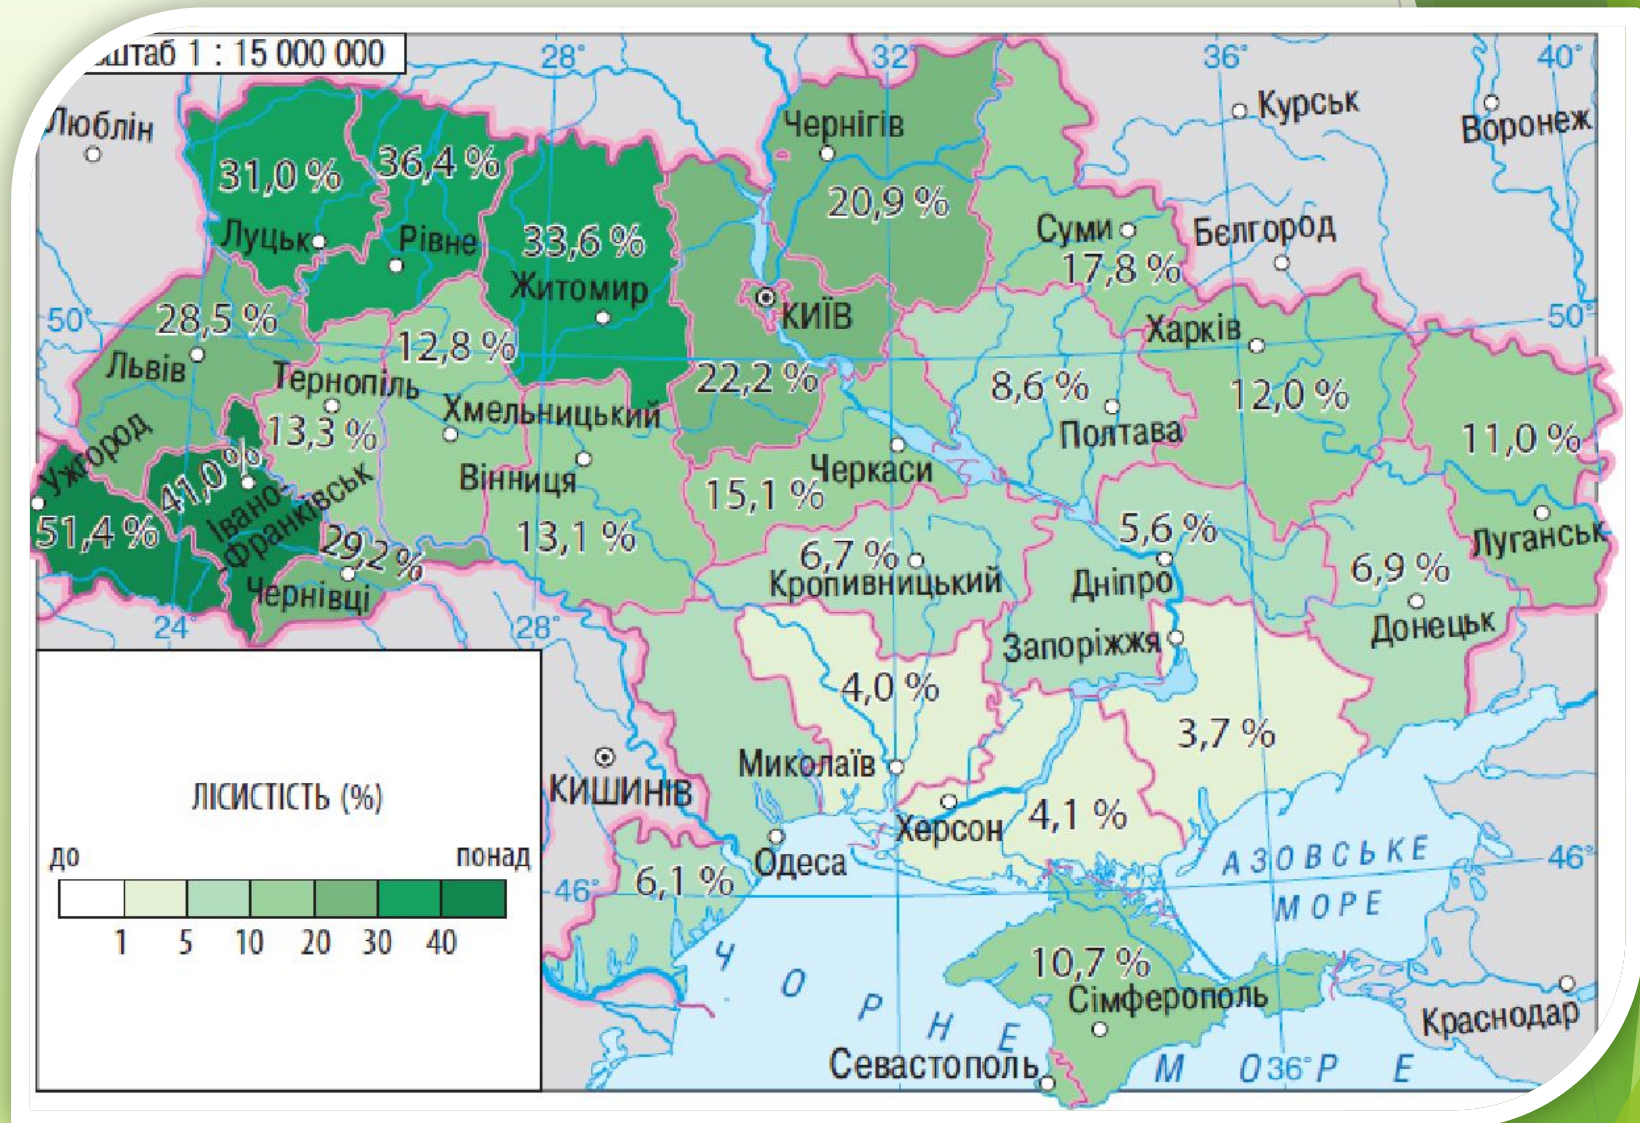 штаб 1 : 15 000 000
28°
32°
36°
40°
Люблін
Чернігів
Курськ
Воронеж
31,0 %
36,4 %
20,9 %
Луцьк
Рівне
33,6 %
Житомир
Суми
17,8 %
Бєлгород
50°
28,5 %
Львів
12,8 %
КИЇВ
Харків
50°
Тернопіль
13,3 %
Хмельницький
22,2 %
8,6 %
Полтава
12,0 %
11,0 %
Ужгород
51,4 %
41,0 %
Івано-
Франківськ
Вінниця
13,1 %
15,1 %
Черкаси
29,2 %
Чернівці
6,7 %
Кропивницький
5,6 %
Дніпро
6,9 %
Донецьк
Луганськ
24°
28°
Запоріжжя
4,0 %
3,7 %
Миколаїв
КИШИНІВ
Херсон
4,1 %
Одеса
6,1 %
46°
46°
АЗОВСЬКЕ
МОРЕ
ЛІСИСТІСТЬ (%)
до
понад
1 5 10 20 30 40
10,7 %
Сімферополь
Севастополь
Краснодар
ЧОРНЕ
МОРЕ
36°